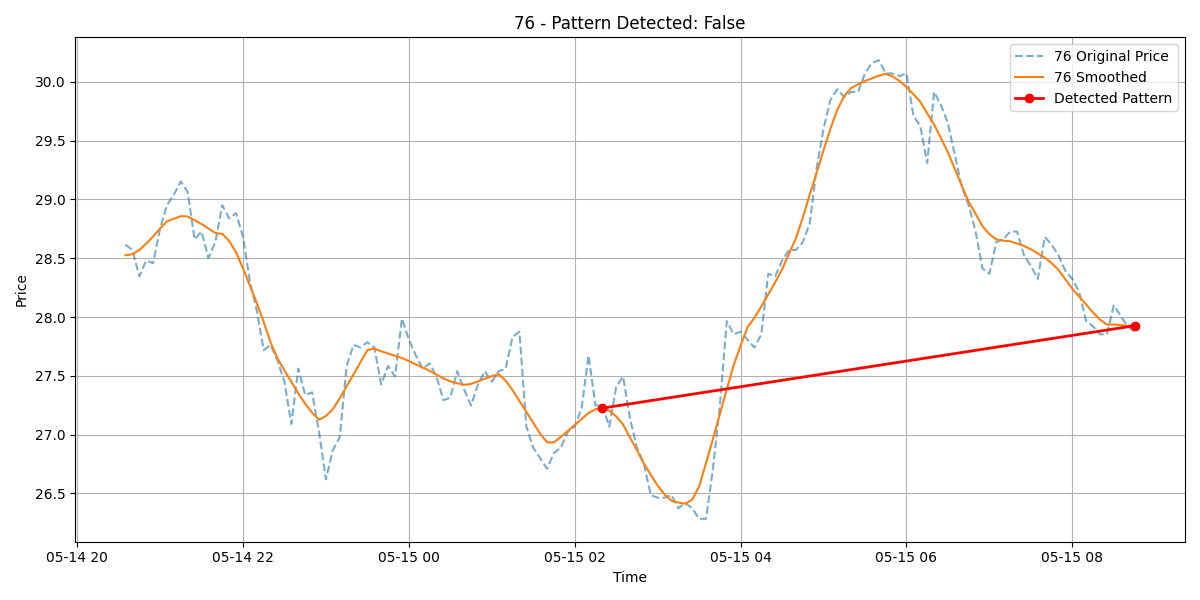 76 - Pattern Detected: False
76 Original Price
76 Smoothed
Detected Pattern
Price
30.0
29.5
29.0
28.5
28.0
27.5
27.0
26.5
05-14 20
05-14 22
05-15 00
05-15 02
05-15 04
05-15 06
05-15 08
Time